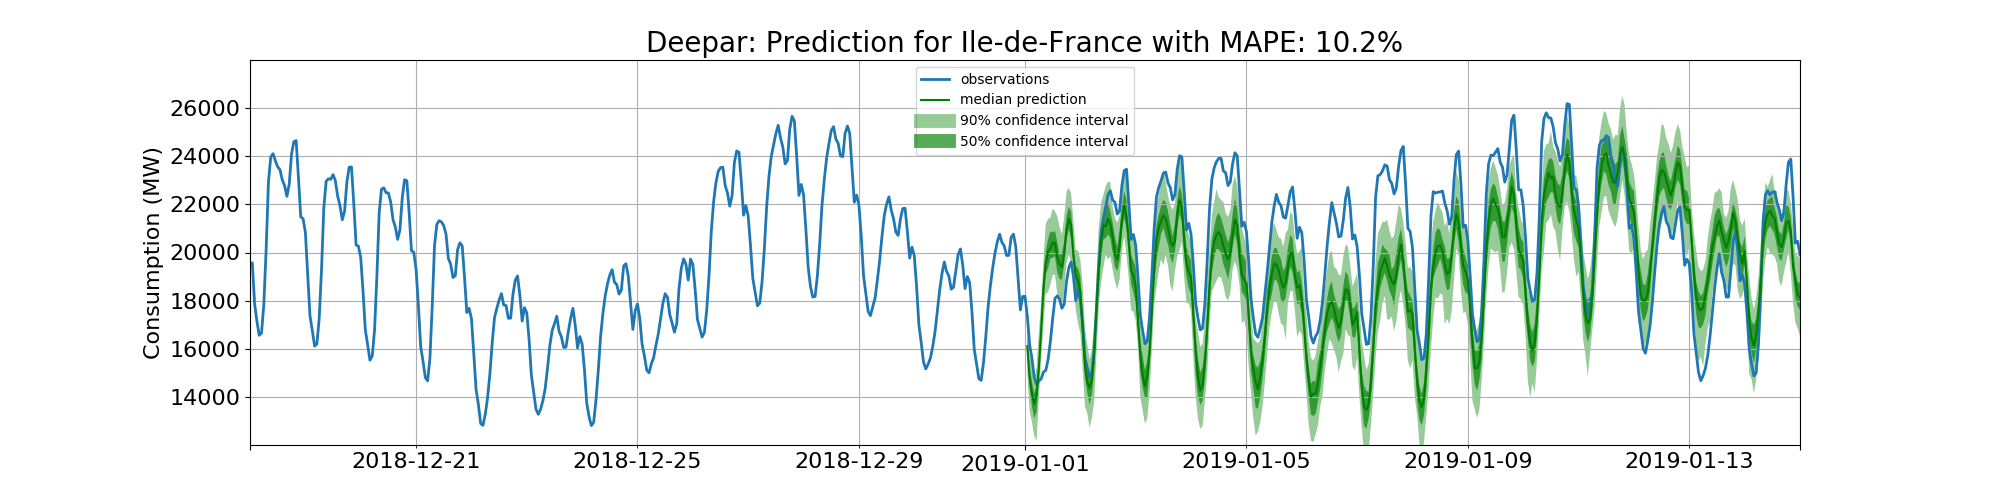 Deepar: Prediction for Ile-de-France with MAPE: 10.2%
observations
median prediction
90% confidence interval
50% confidence interval
Consumption (MW)
26000
24000
22000
20000
18000
16000
14000
2018-12-21
2018-12-25
2018-12-29
2019-01-01
2019-01-05
2019-01-09
2019-01-13